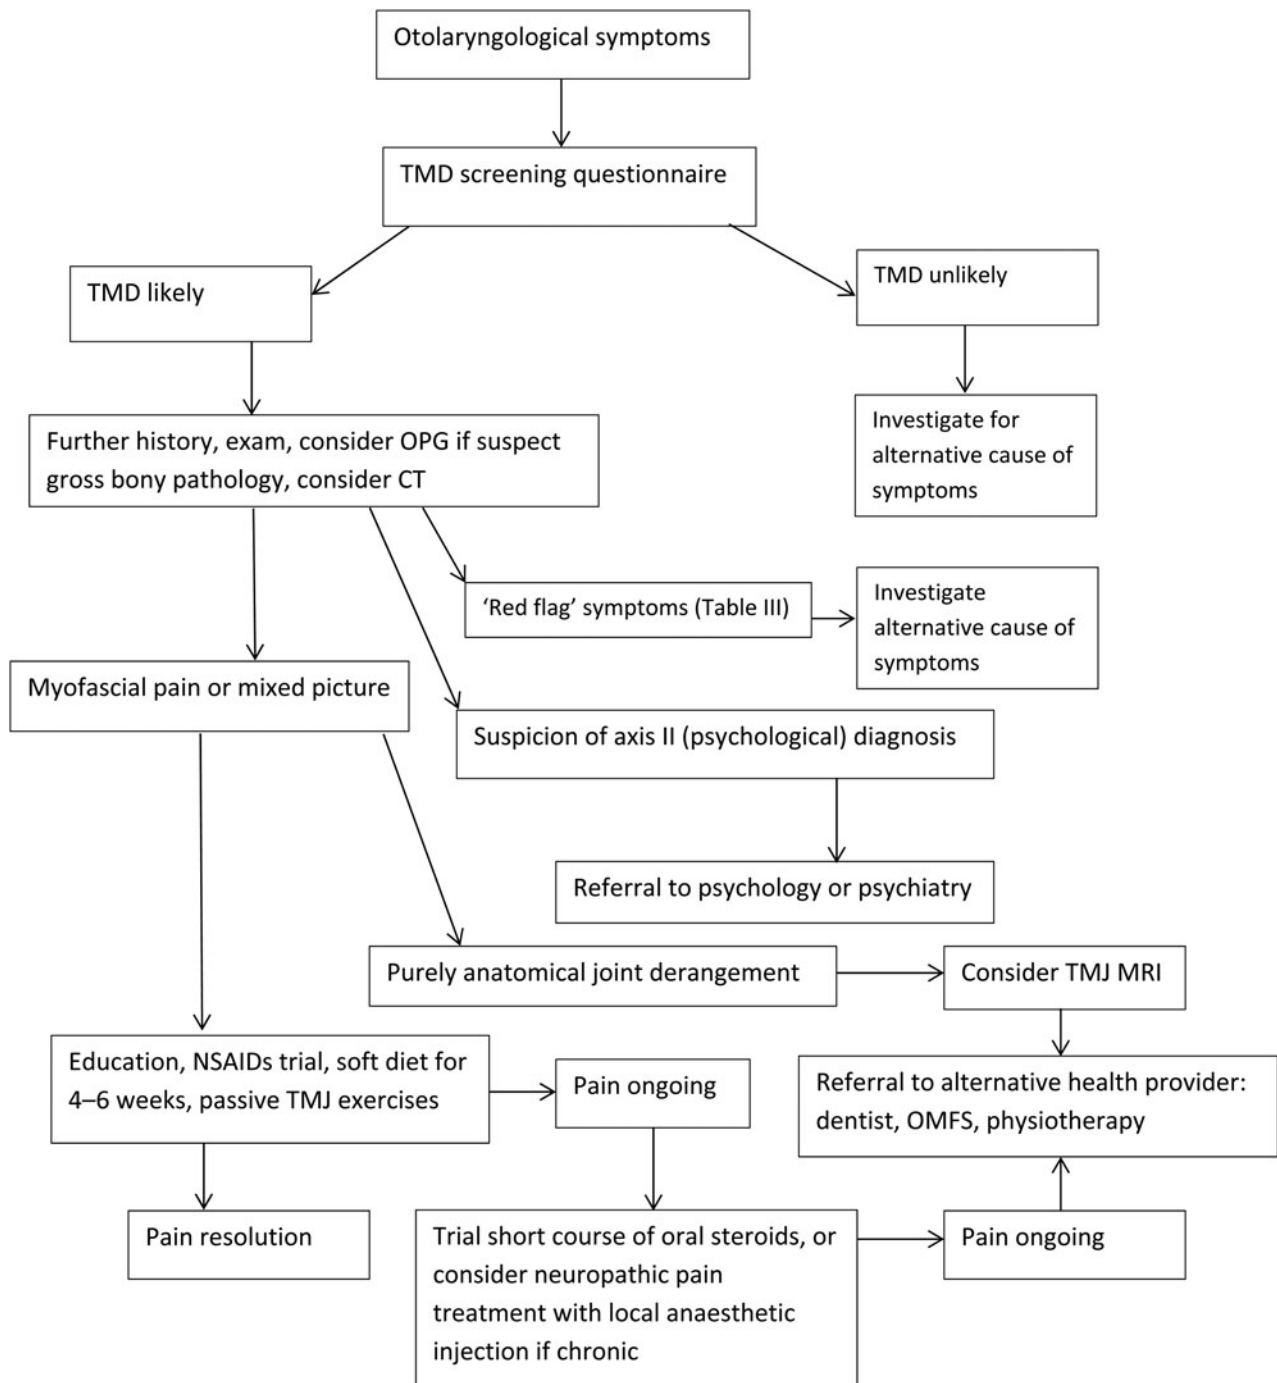 Otolaryngological symptoms
TMD screening questionnaire
TMD likely
TMD unlikely
Further history, exam, consider OPG if suspect
gross bony pathology, consider CT
Investigate for
alternative cause of
symptoms
‘Red flag’ symptoms (Table III)
Investigate
alternative cause of
symptoms
Myofascial pain or mixed picture
Suspicion of axis II (psychological) diagnosis
Referral to psychology or psychiatry
Purely anatomical joint derangement
Consider TMJ MRI
Education, NSAIDs trial, soft diet for
4–6 weeks, passive TMJ exercises
Pain ongoing
Referral to alternative health provider:
dentist, OMFS, physiotherapy
Pain resolution
Trial short course of oral steroids, or
consider neuropathic pain
treatment with local anaesthetic
injection if chronic
Pain ongoing